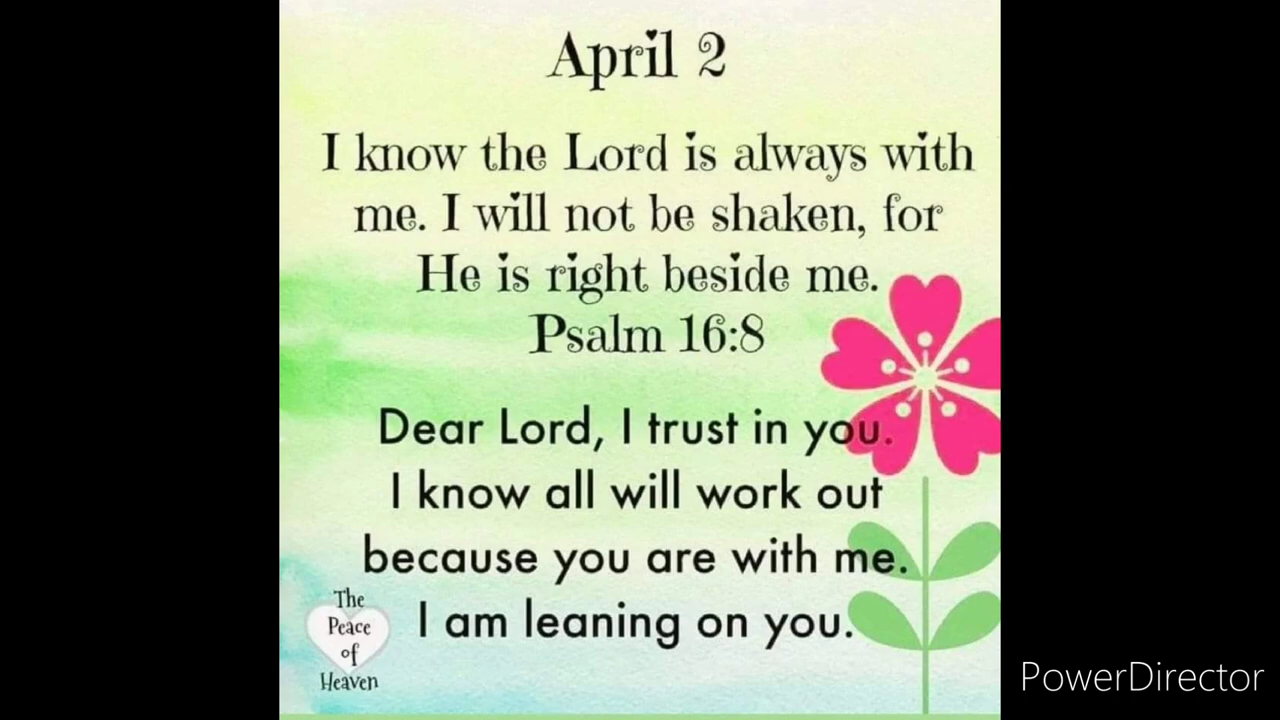 April 2
I know the Lord is always with
me. I will not be shaken, for
He is right beside me.
Psalm 16:8
Dear Lord, I trust in you.
I know all will work out
because you are with me.
I am leaning on you.
The
Peace
of
Heaven
PowerDirector